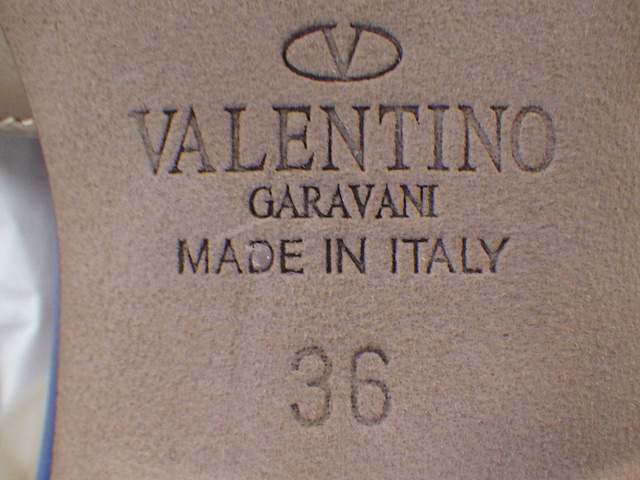 V
VALENTINO
GARAVANI
MADE IN ITALY
36